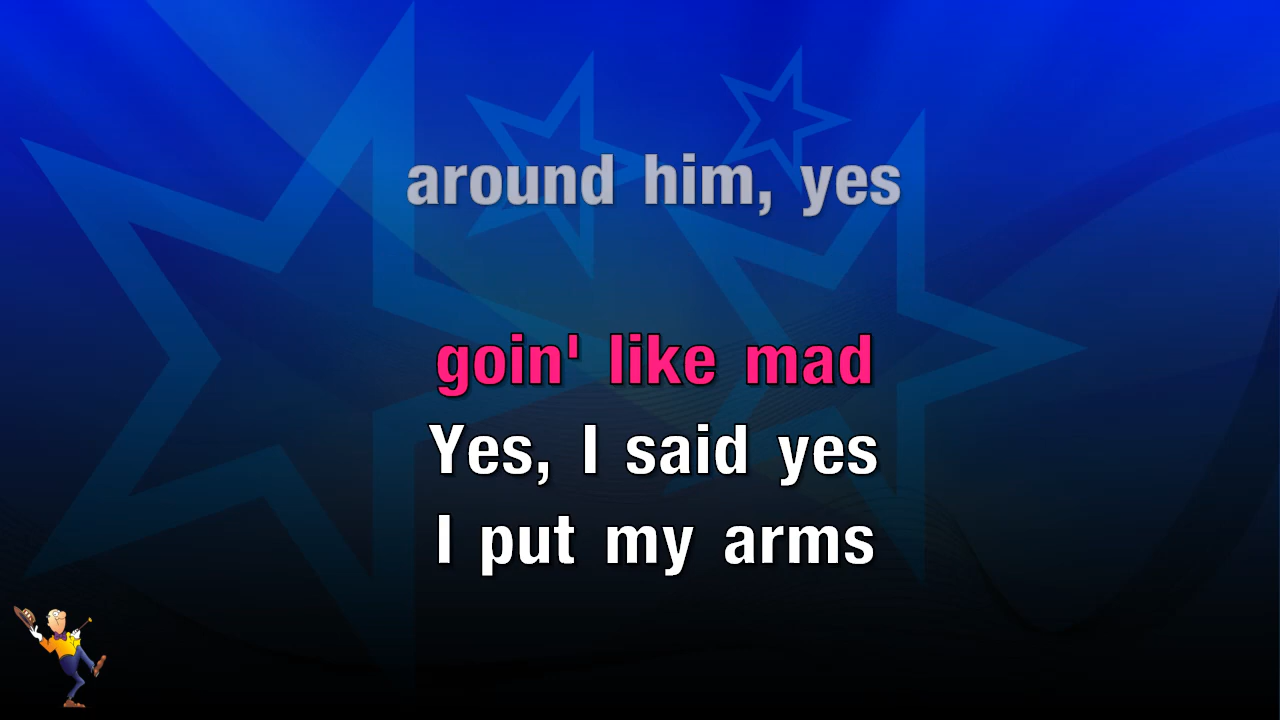 around him, yes
goin' like mad
Yes, I said yes
I put my arms